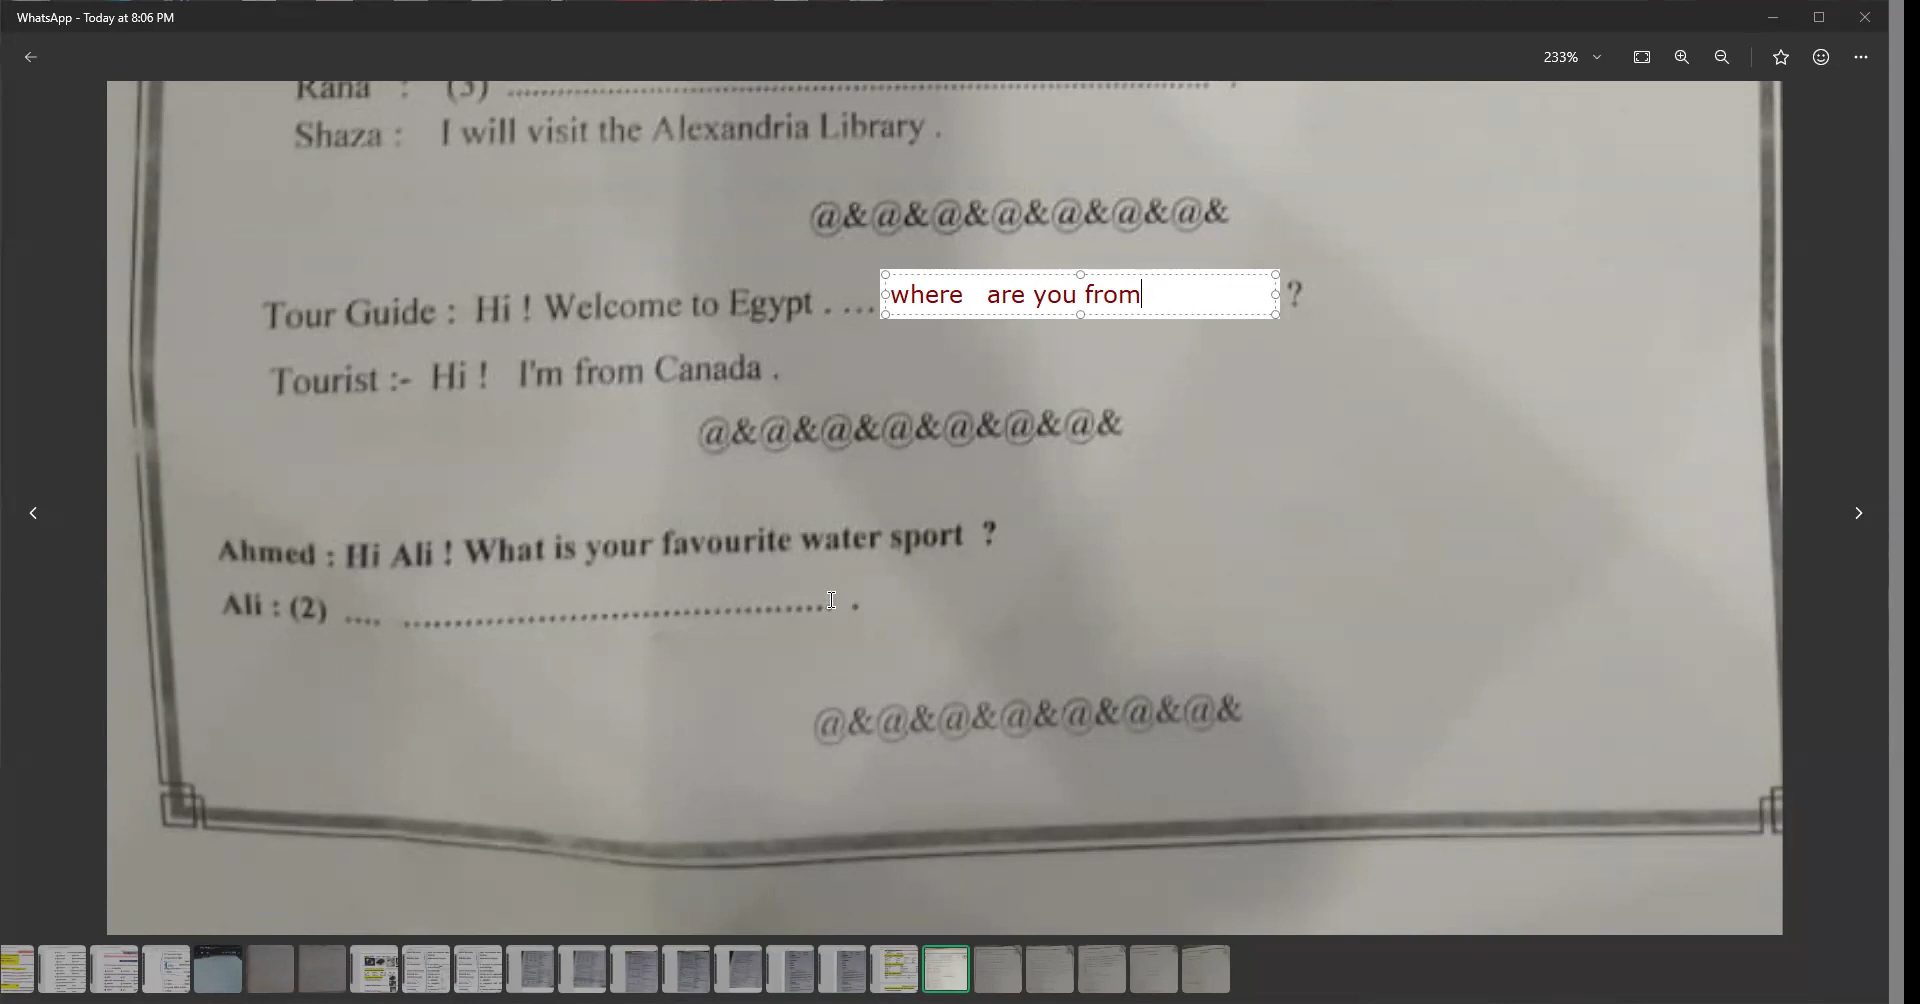 WhatsApp - Today at 8:06 PM
233%
Rana : (3) ........................................................................ .
Shaza : I will visit the Alexandria Library .
@&@&@&@&@&@&@&
Tour Guide : Hi ! Welcome to Egypt . .... where are you from ?
Tourist :- Hi ! I'm from Canada .
@&@&@&@&@&@&@&
Ahmed : Hi Ali ! What is your favourite water sport ?
Ali : (2) .... ........................................... .
@&@&@&@&@&@&@&